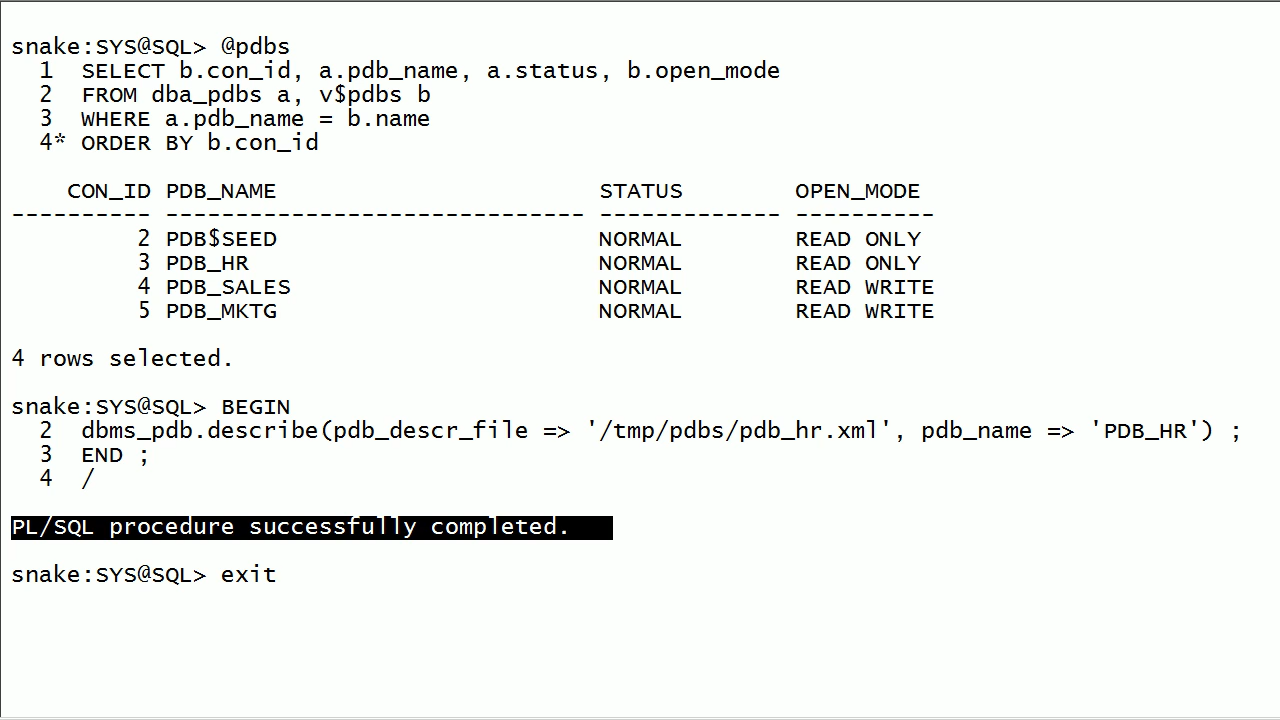 snake:SYS@SQL> @pdbs
  1  SELECT b.con_id, a.pdb_name, a.status, b.open_mode
  2  FROM dba_pdbs a, v$pdbs b
  3  WHERE a.pdb_name = b.name
  4* ORDER BY b.con_id
    CON_ID PDB_NAME                       STATUS        OPEN_MODE
---------- ------------------------------ ------------- ----------
         2 PDB$SEED                       NORMAL        READ ONLY
         3 PDB_HR                         NORMAL        READ ONLY
         4 PDB_SALES                      NORMAL        READ WRITE
         5 PDB_MKTG                       NORMAL        READ WRITE
4 rows selected.
snake:SYS@SQL> BEGIN
  2  dbms_pdb.describe(pdb_descr_file => '/tmp/pdbs/pdb_hr.xml', pdb_name => 'PDB_HR') ;
  3  END ;
  4  /
PL/SQL procedure successfully completed.
snake:SYS@SQL> exit